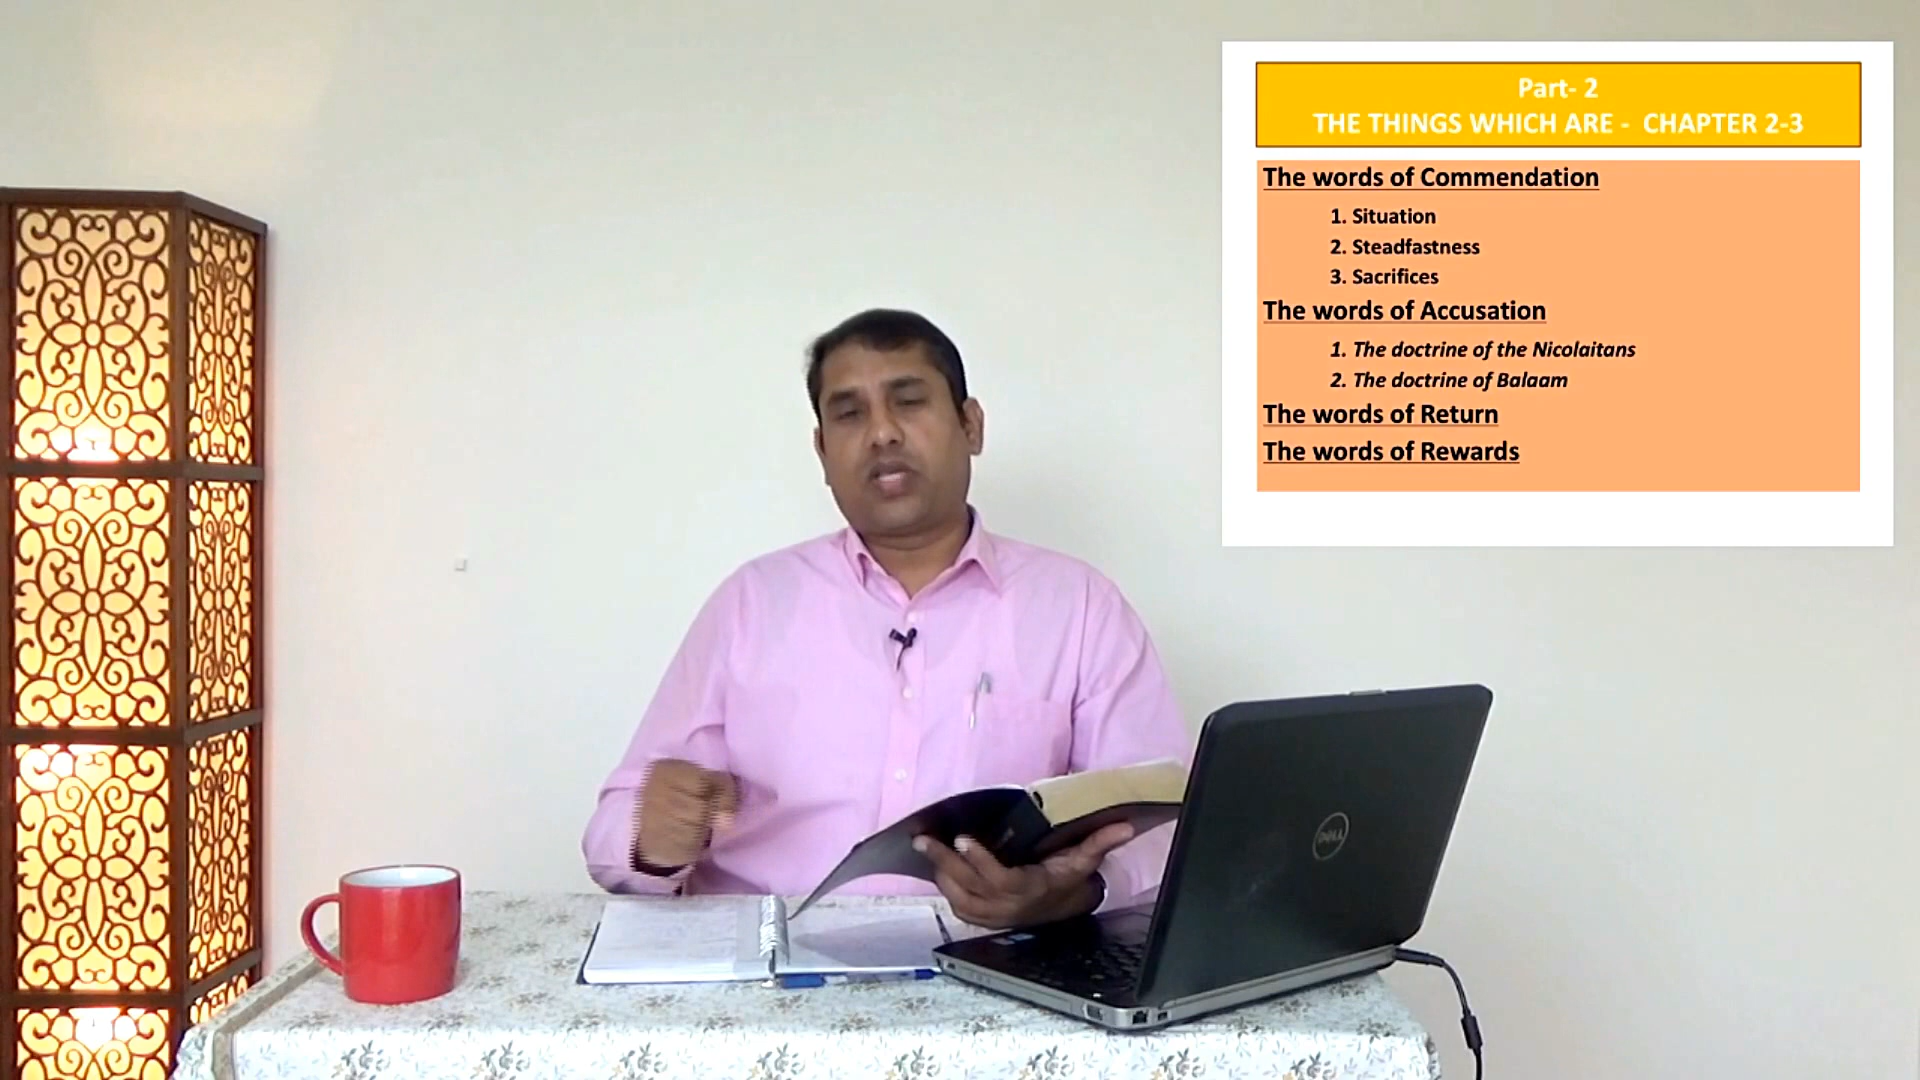 Part- 2
THE THINGS WHICH ARE - CHAPTER 2-3
The words of Commendation
1. Situation
2. Steadfastness
3. Sacrifices
The words of Accusation
1. The doctrine of the Nicolaitans
2. The doctrine of Balaam
The words of Return
The words of Rewards
DELL